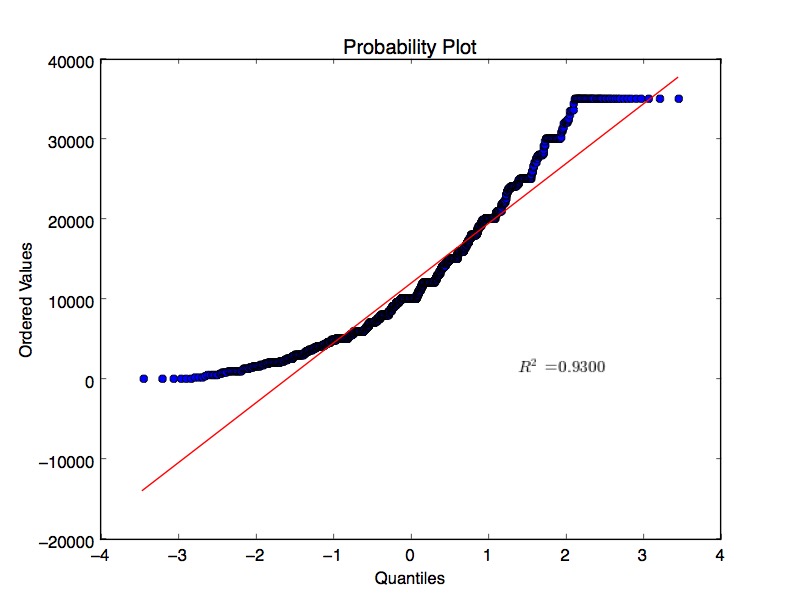 Probability Plot
40000
30000
20000
10000
0
−10000
−20000
Ordered Values
R² =0.9300
−4 −3 −2 −1 0 1 2 3 4
Quantiles